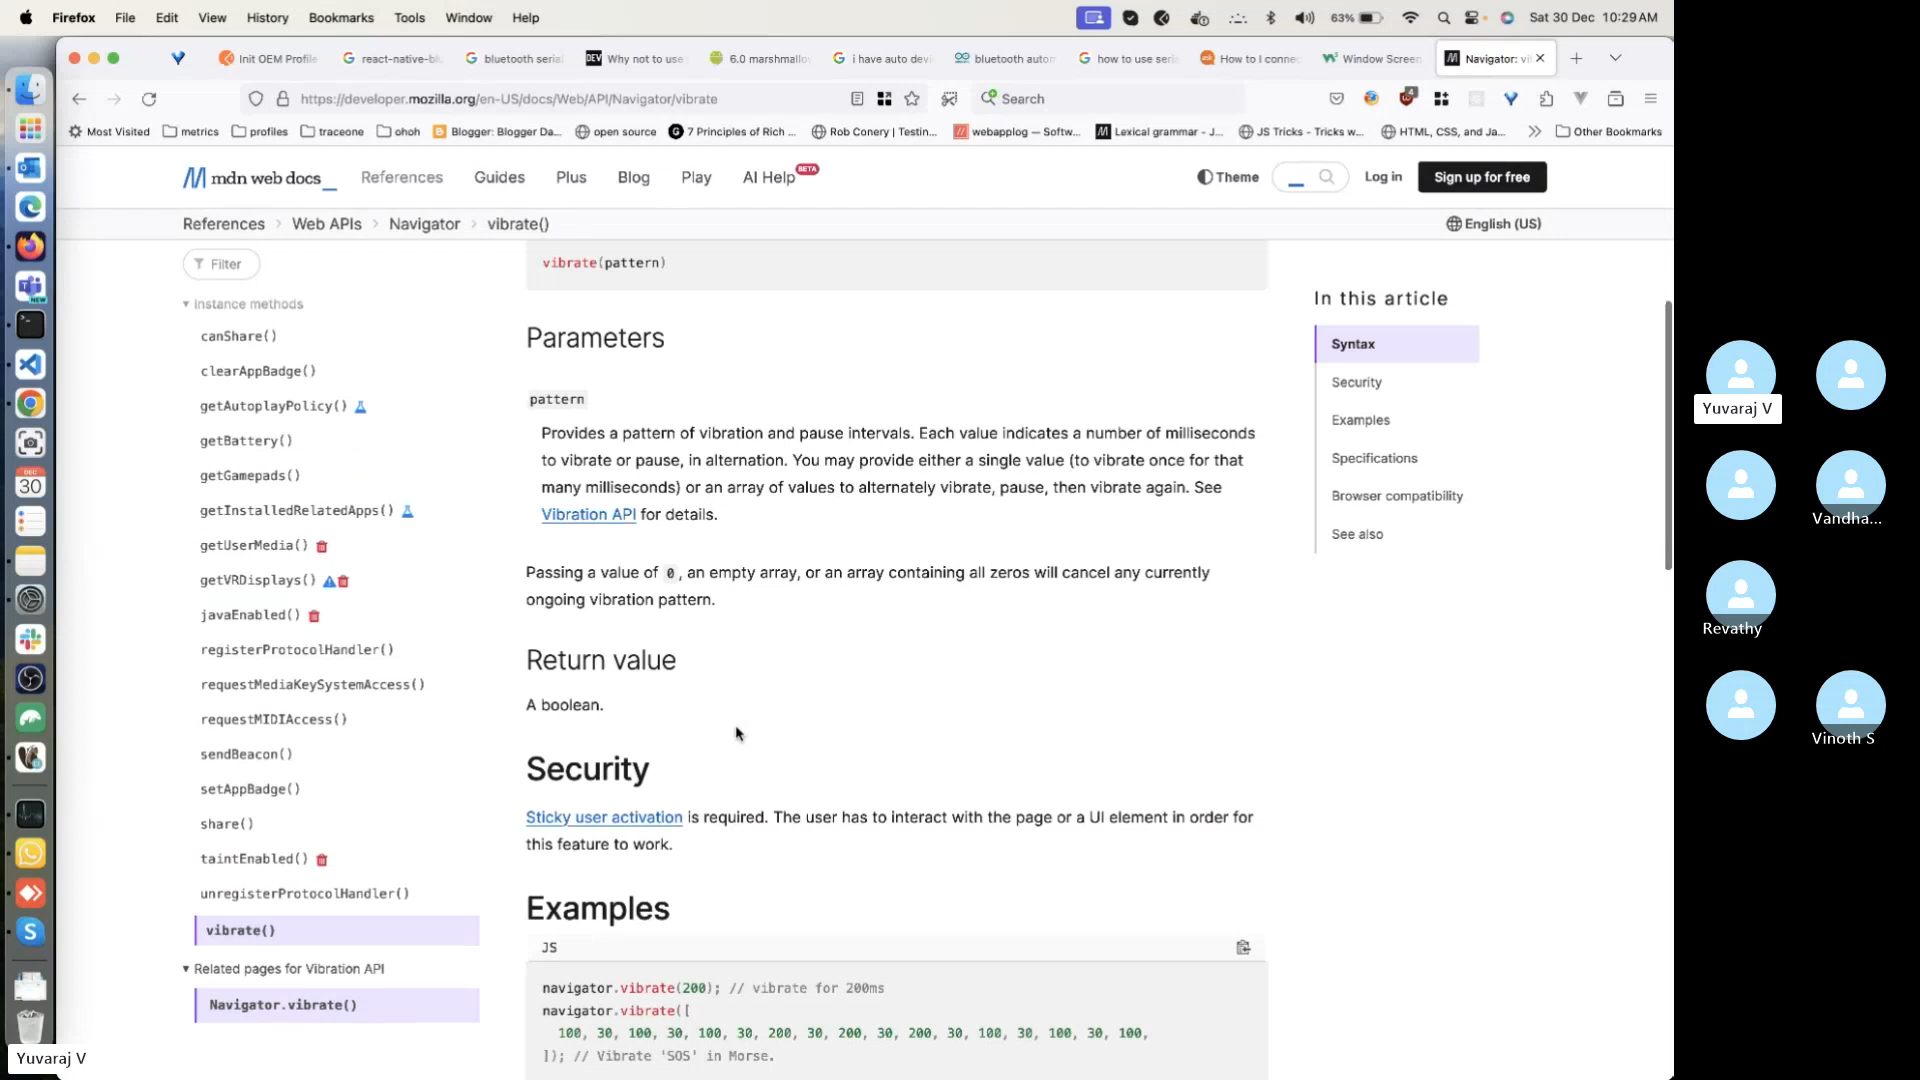 Firefox File Edit View History Bookmarks Tools Window Help 63% Sat 30 Dec 10:29 AM
Init OEM Profile react-native-bl bluetooth serial DEV Why not to use 6.0 marshmallo i have auto devi bluetooth autom how to use seria How to I connec Window Screen Navigator: vi
https://developer.mozilla.org/en-US/docs/Web/API/Navigator/vibrate Search 4
Most Visited metrics profiles traceone ohoh Blogger: Blogger Da... open source 7 Principles of Rich ... Rob Conery | Testin... webapplog — Softw... Lexical grammar - J... JS Tricks - Tricks w... HTML, CSS, and Ja... Other Bookmarks
mdn web docs_ References Guides Plus Blog Play AI Help BETA Theme Log in Sign up for free
References Web APIs Navigator vibrate() English (US)
Filter
Instance methods
canShare()
clearAppBadge()
getAutoplayPolicy()
getBattery()
getGamepads()
getInstalledRelatedApps()
getUserMedia()
getVRDisplays()
javaEnabled()
registerProtocolHandler()
requestMediaKeySystemAccess()
requestMIDIAccess()
sendBeacon()
setAppBadge()
share()
taintEnabled()
unregisterProtocolHandler()
vibrate()
Related pages for Vibration API
Navigator.vibrate()
vibrate(pattern)
Parameters
pattern
Provides a pattern of vibration and pause intervals. Each value indicates a number of milliseconds
to vibrate or pause, in alternation. You may provide either a single value (to vibrate once for that
many milliseconds) or an array of values to alternately vibrate, pause, then vibrate again. See
Vibration API for details.
Passing a value of 0, an empty array, or an array containing all zeros will cancel any currently
ongoing vibration pattern.
Return value
A boolean.
Security
Sticky user activation is required. The user has to interact with the page or a UI element in order for
this feature to work.
Examples
JS
navigator.vibrate(200); // vibrate for 200ms
navigator.vibrate([
100, 30, 100, 30, 100, 30, 200, 30, 200, 30, 200, 30, 100, 30, 100, 30, 100,
]); // Vibrate 'SOS' in Morse.
In this article
Syntax
Security
Examples
Specifications
Browser compatibility
See also
DEC
30
NEW
Yuvaraj V
Yuvaraj V
Vandha...
Revathy
Vinoth S